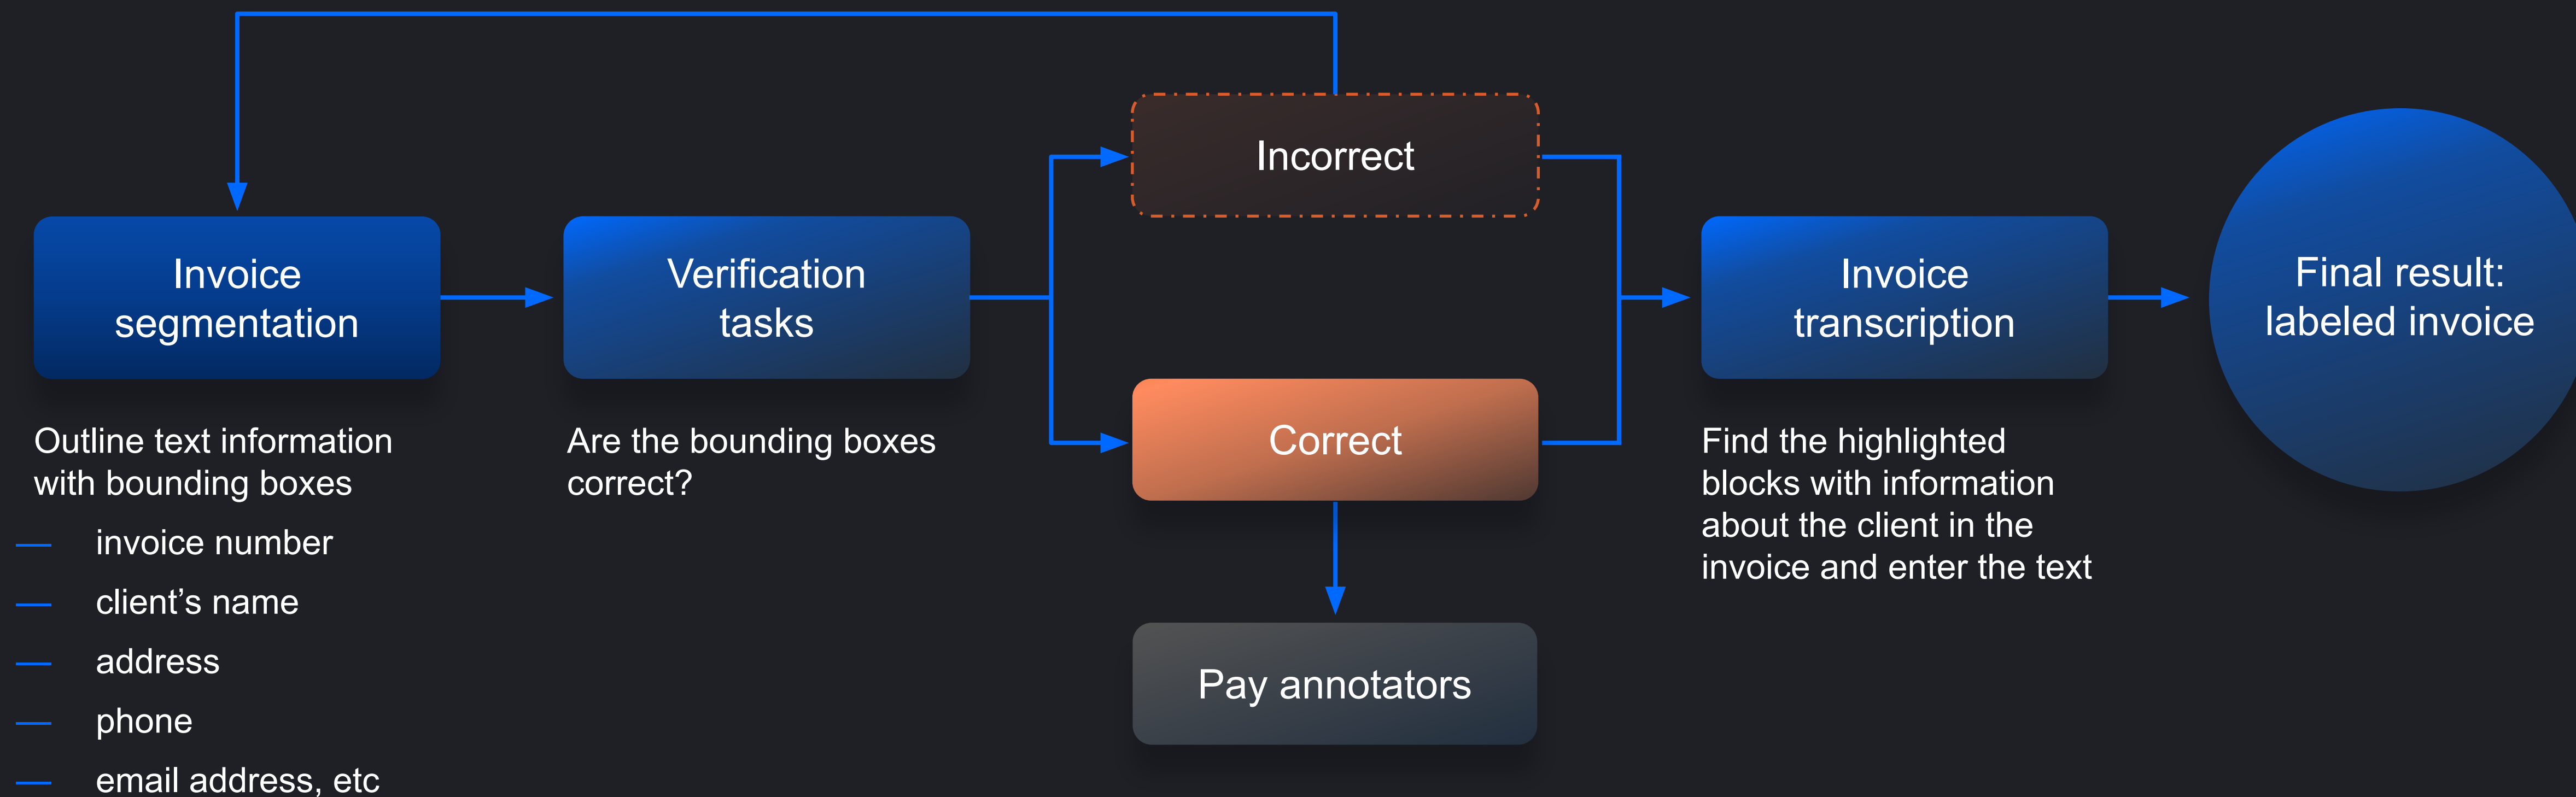 Invoice
segmentation
Outline text information
with bounding boxes
— invoice number
— client’s name
— address
— phone
— email address, etc
Verification
tasks
Are the bounding boxes
correct?
Incorrect
Correct
Pay annotators
Invoice
transcription
Find the highlighted
blocks with information
about the client in the
invoice and enter the text
Final result:
labeled invoice